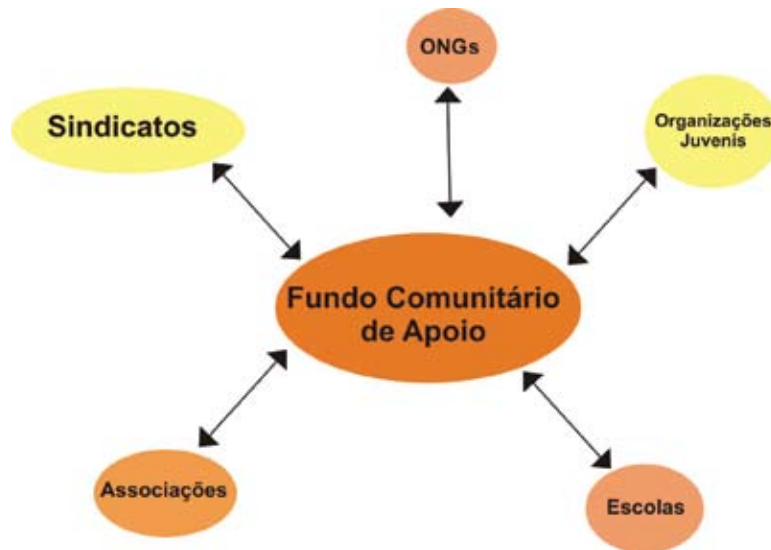 ONGs
Sindicatos
Organizações
Juvenis
Fundo Comunitário
de Apoio
Associações
Escolas